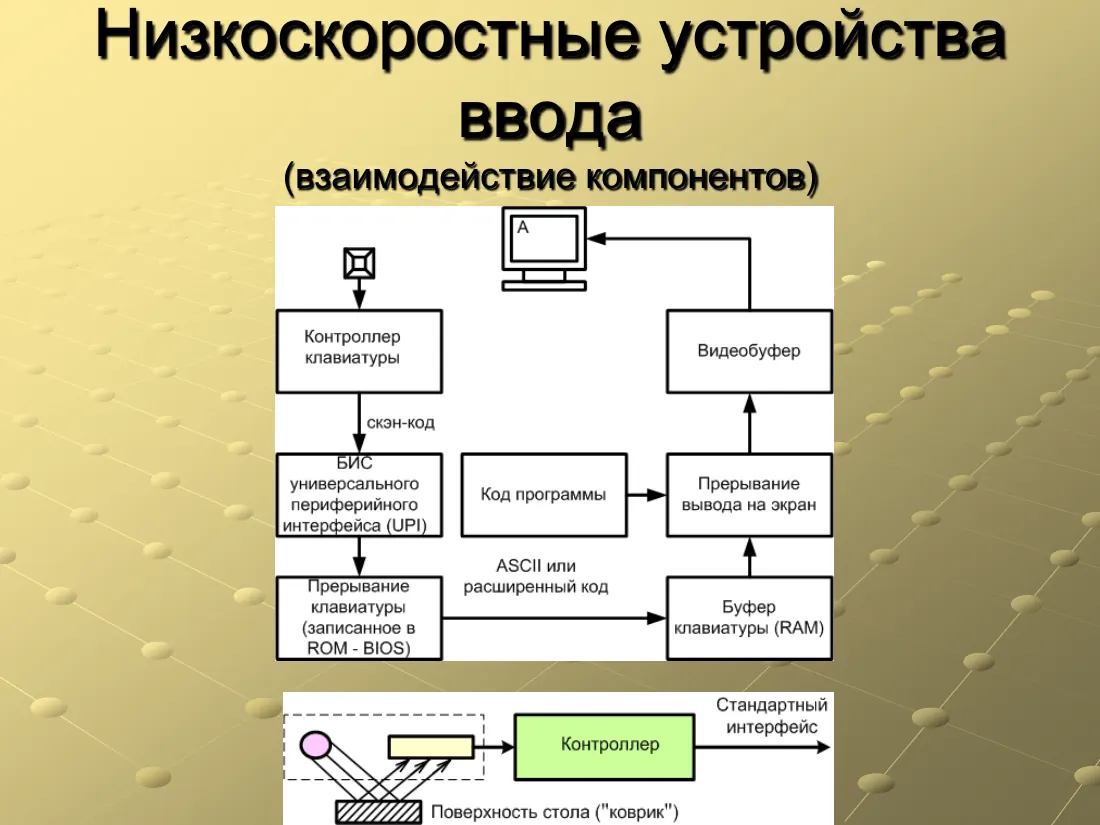 Низкоскоростные устройства
ввода
(взаимодействие компонентов)
A
Контроллер
клавиатуры
Видеобуфер
скэн-код
БИС
универсального
периферийного
интерфейса (UPI)
Код программы
Прерывание
вывода на экран
ASCII или
расширенный код
Прерывание
клавиатуры
(записанное в
ROM - BIOS)
Буфер
клавиатуры (RAM)
Стандартный
интерфейс
Контроллер
Поверхность стола ("коврик")